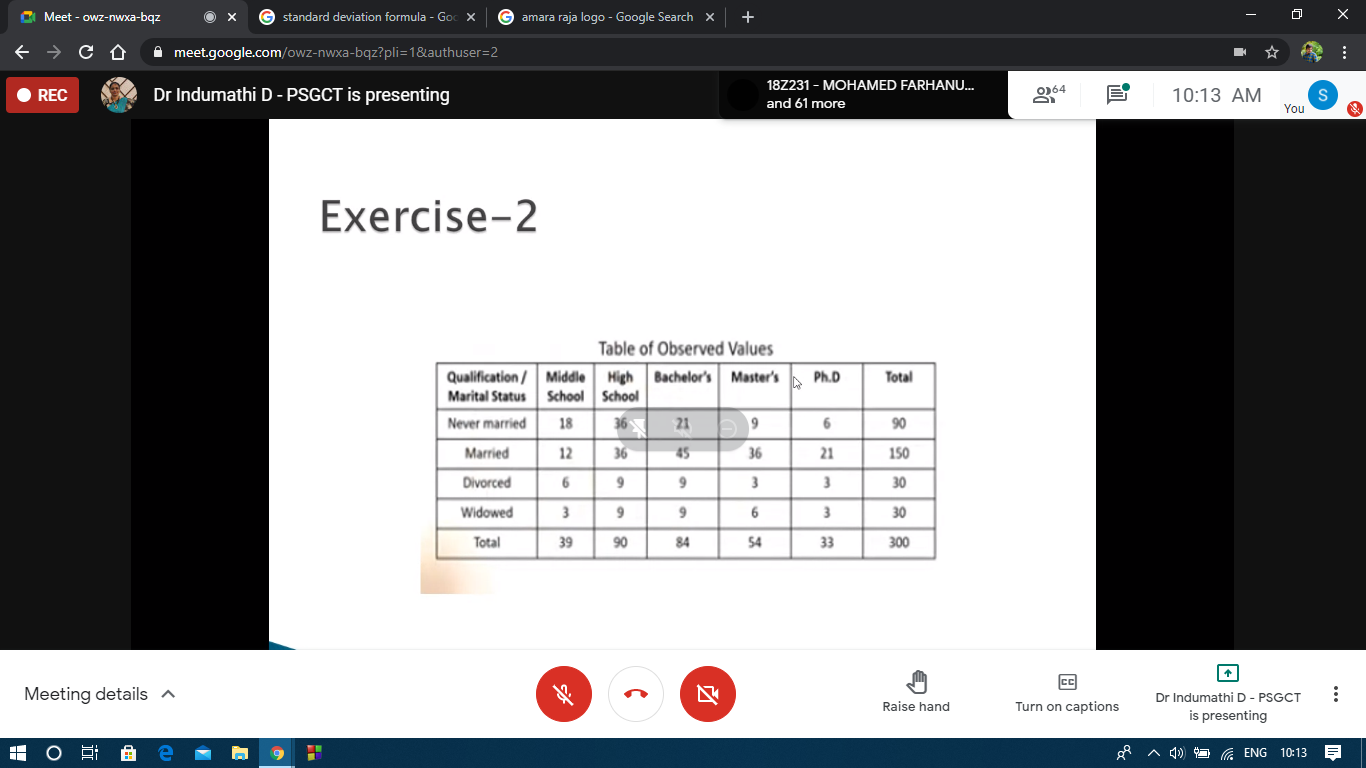 Meet - owz-nwxa-bqz
standard deviation formula - Goo
amara raja logo - Google Search
meet.google.com/owz-nwxa-bqz?pli=1&authuser=2
REC
Dr Indumathi D - PSGCT is presenting
18Z231 - MOHAMED FARHANU...
and 61 more
64
10:13 AM
You
S
Exercise-2
Table of Observed Values
Qualification / Marital Status Middle School High School Bachelor's Master's Ph.D Total
Never married 18 36 21 9 6 90
Married 12 36 45 36 21 150
Divorced 6 9 9 3 3 30
Widowed 3 9 9 6 3 30
Total 39 90 84 54 33 300
Meeting details
Raise hand
CC
Turn on captions
Dr Indumathi D - PSGCT
is presenting
ENG 10:13